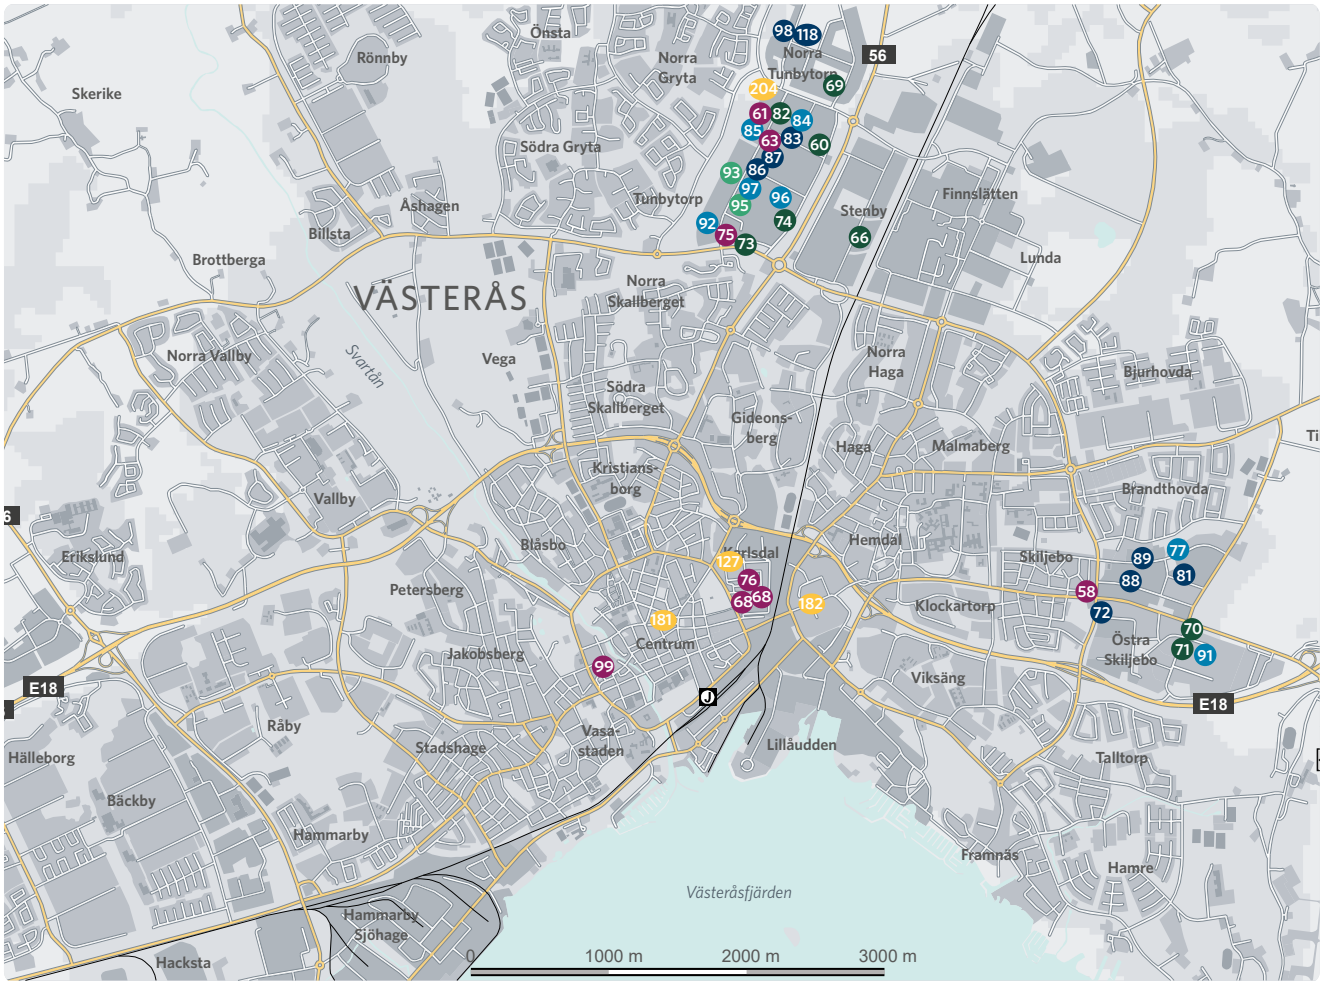 98
118
Önsta
Rönnby
Norra
Gryta
Norra
Tunbytorp
56
69
Skerike
204
61
82
84
85
63
83
60
Södra Gryta
87
86
93
97
96
95
Finnslätten
Tunbytorp
Åshagen
Stenby
92
74
75
73
66
Billsta
Brottberga
Lunda
VÄSTERÅS
Norra
Skallberget
Svartån
Norra Vallby
Vega
Norra
Haga
Bjurhovda
Södra
Skallberget
Gideons-
berg
Haga
Malmaberg
Ti
Kristians-
borg
Vallby
Brandthovda
6
Blåsbo
Hemdal
Karlsdal
127
Skiljebo
77
89
81
88
Erikslund
Petersberg
76
68
68
182
58
72
Klockartorp
181
Centrum
70
71
91
Östra
Skiljebo
Jakobsberg
99
Viksäng
E18
E18
J
Råby
Stadshage
Vasa-
staden
Lillåudden
Talltorp
Hälleborg
Bäckby
Hammarby
Framnäs
Hamre
Västeråsfjärden
Hammarby
Sjöhage
Hacksta
0
1000 m
2000 m
3000 m